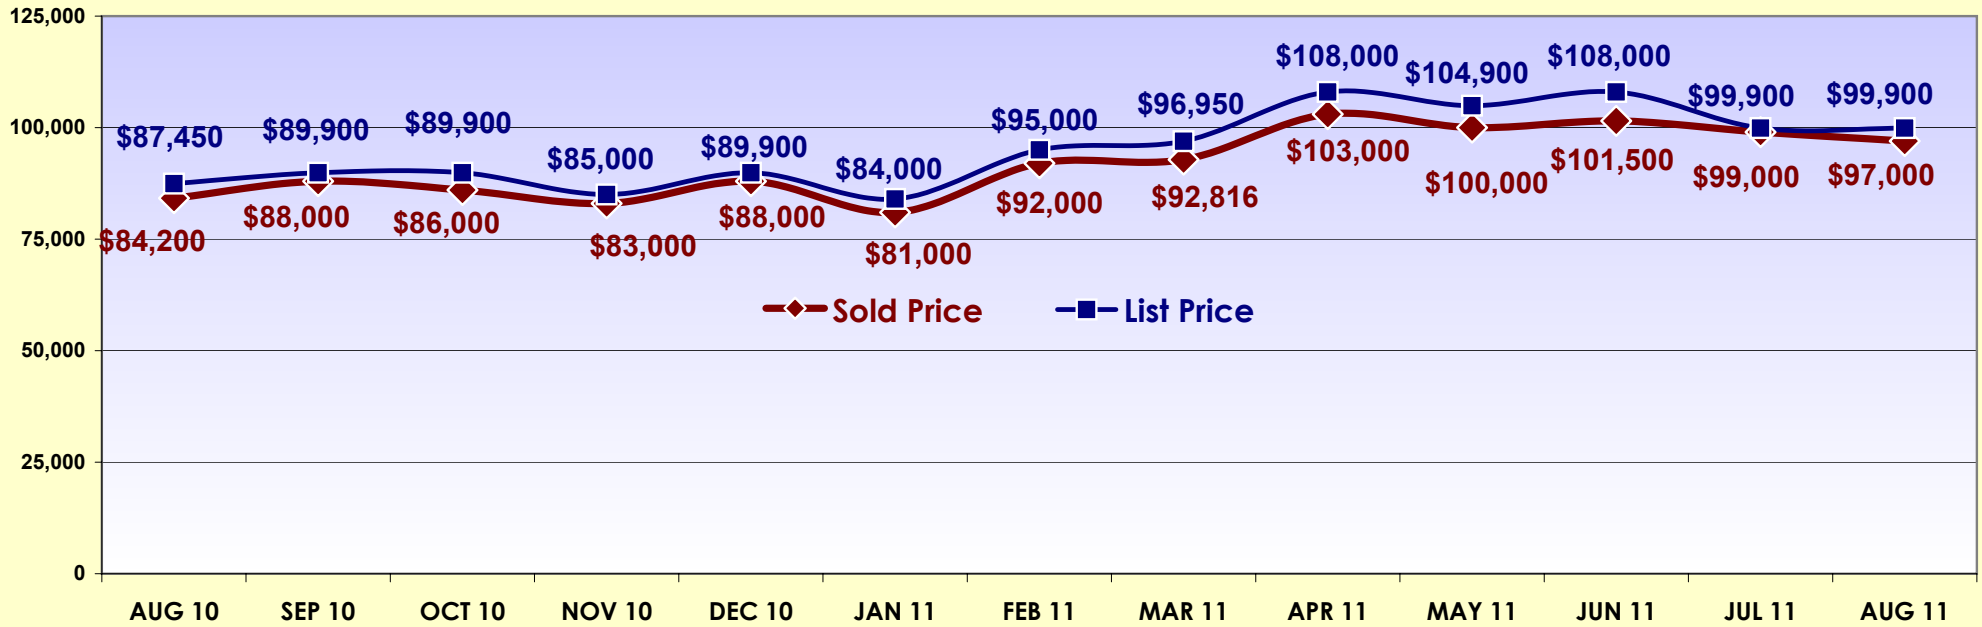 125,000
100,000
75,000
50,000
25,000
0
$87,450
$89,900
$89,900
$85,000
$89,900
$84,000
$95,000
$96,950
$108,000
$104,900
$108,000
$99,900
$99,900
$84,200
$88,000
$86,000
$83,000
$88,000
$81,000
$92,000
$92,816
$103,000
$100,000
$101,500
$99,000
$97,000
Sold Price
List Price
AUG 10
SEP 10
OCT 10
NOV 10
DEC 10
JAN 11
FEB 11
MAR 11
APR 11
MAY 11
JUN 11
JUL 11
AUG 11